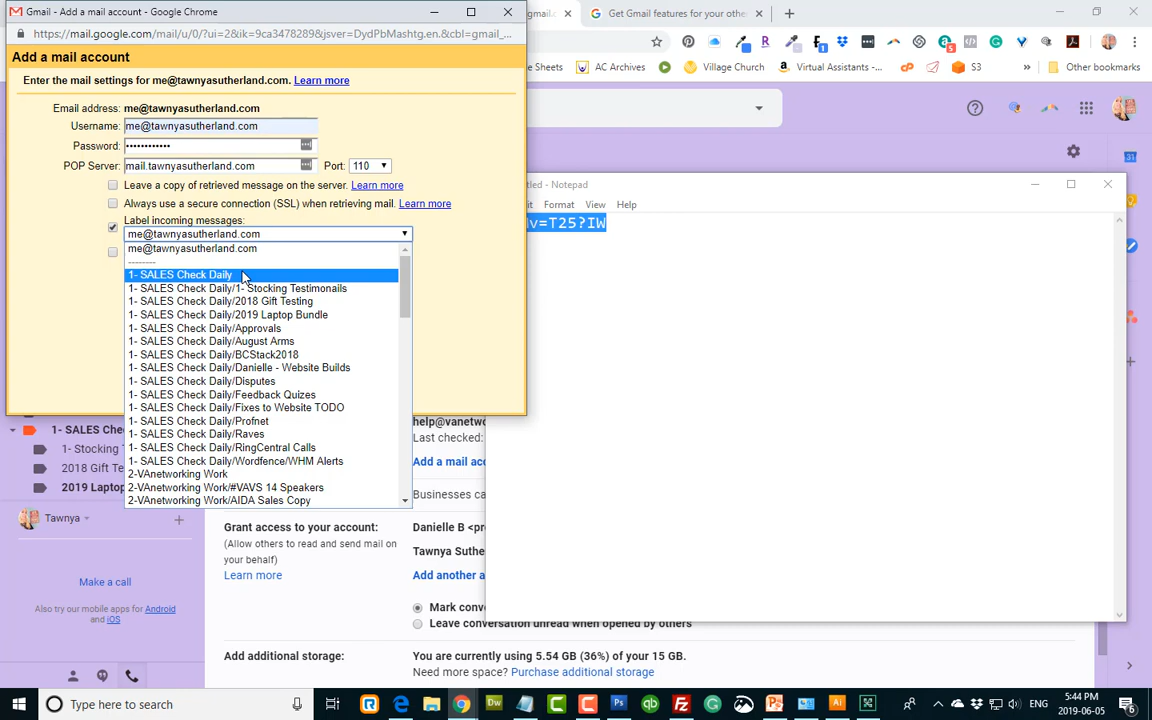 Gmail - Add a mail account - Google Chrome
https://mail.google.com/mail/u/0/?ui=2&ik=9ca3478289&jsver=DydPbMashtg.en.&cbl=gmail_...
Add a mail account
Enter the mail settings for me@tawnyasutherland.com. Learn more
Email address: me@tawnyasutherland.com
Username: me@tawnyasutherland.com
Password: ••••••••••••
POP Server: mail.tawnyasutherland.com Port: 110
Leave a copy of retrieved message on the server. Learn more
Always use a secure connection (SSL) when retrieving mail. Learn more
Label incoming messages:
me@tawnyasutherland.com
me@tawnyasutherland.com
--------
1- SALES Check Daily
1- SALES Check Daily/1- Stocking Testimonails
1- SALES Check Daily/2018 Gift Testing
1- SALES Check Daily/2019 Laptop Bundle
1- SALES Check Daily/Approvals
1- SALES Check Daily/August Arms
1- SALES Check Daily/BCStack2018
1- SALES Check Daily/Danielle - Website Builds
1- SALES Check Daily/Disputes
1- SALES Check Daily/Feedback Quizes
1- SALES Check Daily/Fixes to Website TODO
1- SALES Check Daily/Profnet
1- SALES Check Daily/Raves
1- SALES Check Daily/RingCentral Calls
1- SALES Check Daily/Wordfence/WHM Alerts
2-VAnetworking Work
2-VAnetworking Work/#VAVS 14 Speakers
2-VAnetworking Work/AIDA Sales Copy
gmail.c
Get Gmail features for your othe
e Sheets AC Archives Village Church Virtual Assistants -... S3 Other bookmarks
tled - Notepad
it Format View Help
v=T25?IW
1- SALES Chec
1- Stocking T
2018 Gift Te
2019 Laptop
Tawnya
Make a call
Also try our mobile apps for Android
and iOS
help@vanetwo
Last checked:
Add a mail acc
Businesses ca
Grant access to your account:
(Allow others to read and send mail on
your behalf)
Learn more
Danielle B <pr
Tawnya Suthe
Add another a
Mark conve
Leave conversation unread when opened by others
Add additional storage:
You are currently using 5.54 GB (36%) of your 15 GB.
Need more space? Purchase additional storage
Type here to search
ENG
5:44 PM
2019-06-05
6